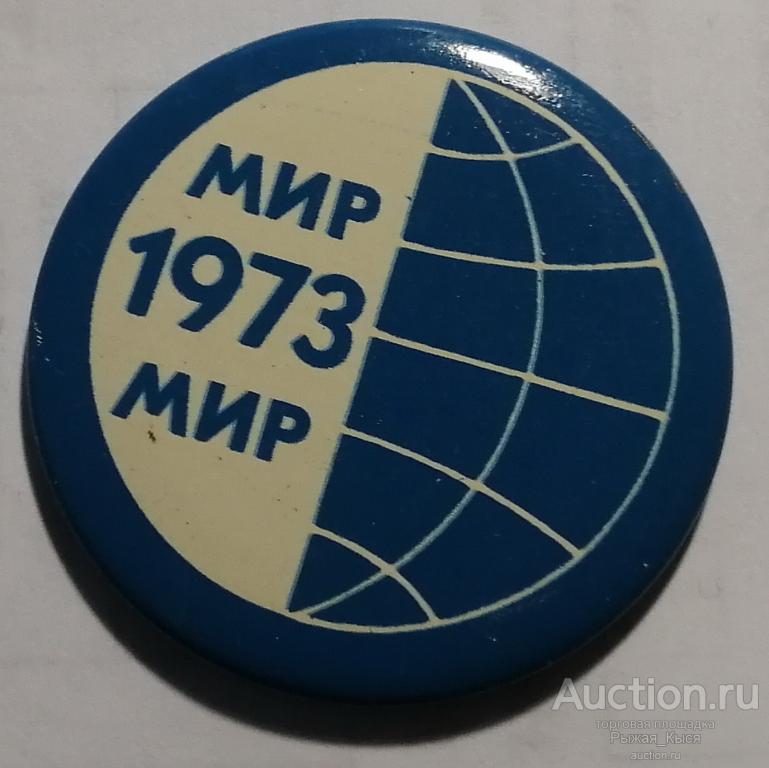 МИР
1973
МИР
Auction.ru
торговая площадка
Рыжая_Кыся
auction.ru